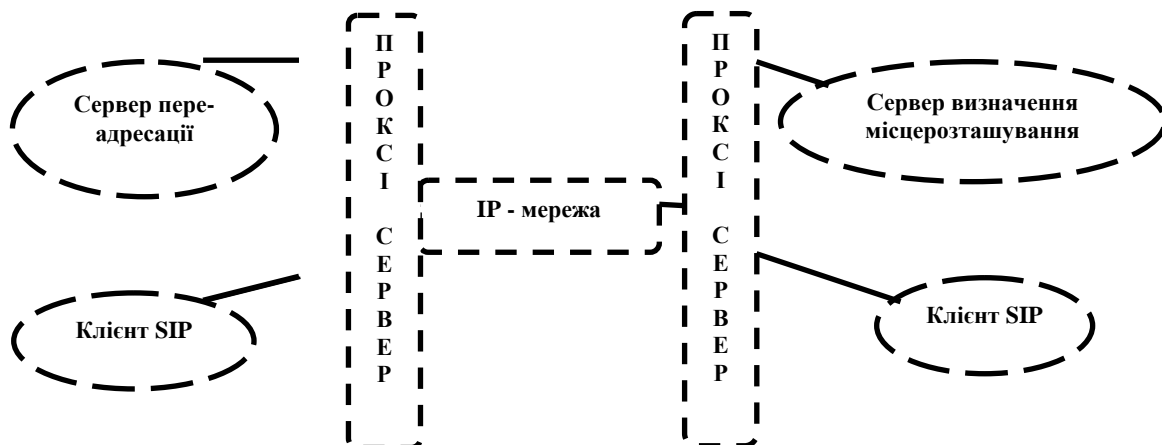 Сервер пере-
адресації
Клієнт SIP
П
Р
О
К
С
І
С
Е
Р
В
Е
Р
IP - мережа
П
Р
О
К
С
І
С
Е
Р
В
Е
Р
Сервер визначення
місцерозташування
Клієнт SIP